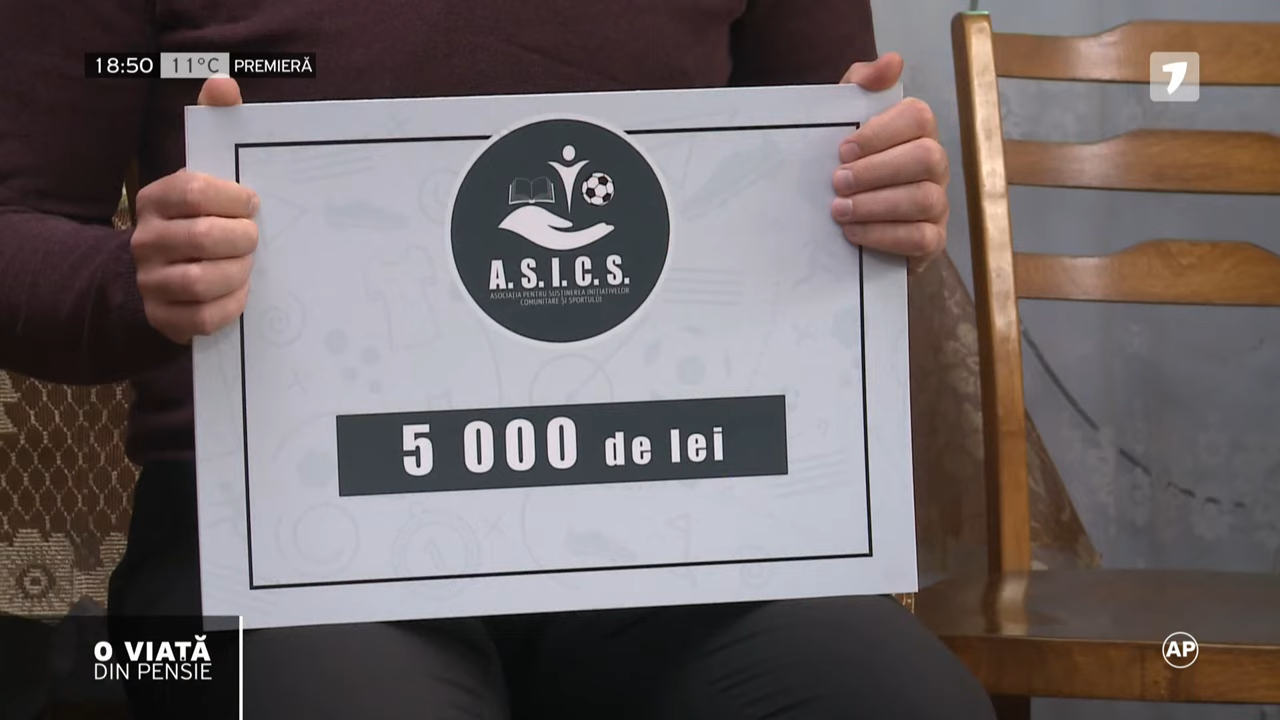 18:50 11°C PREMIERĂ
A. S. I. C. S.
ASOCIAȚIA PENTRU SUSȚINEREA INIȚIATIVELOR
COMUNITARE ȘI SPORTULUI
5 000 de lei
O VIAȚĂ
DIN PENSIE
AP